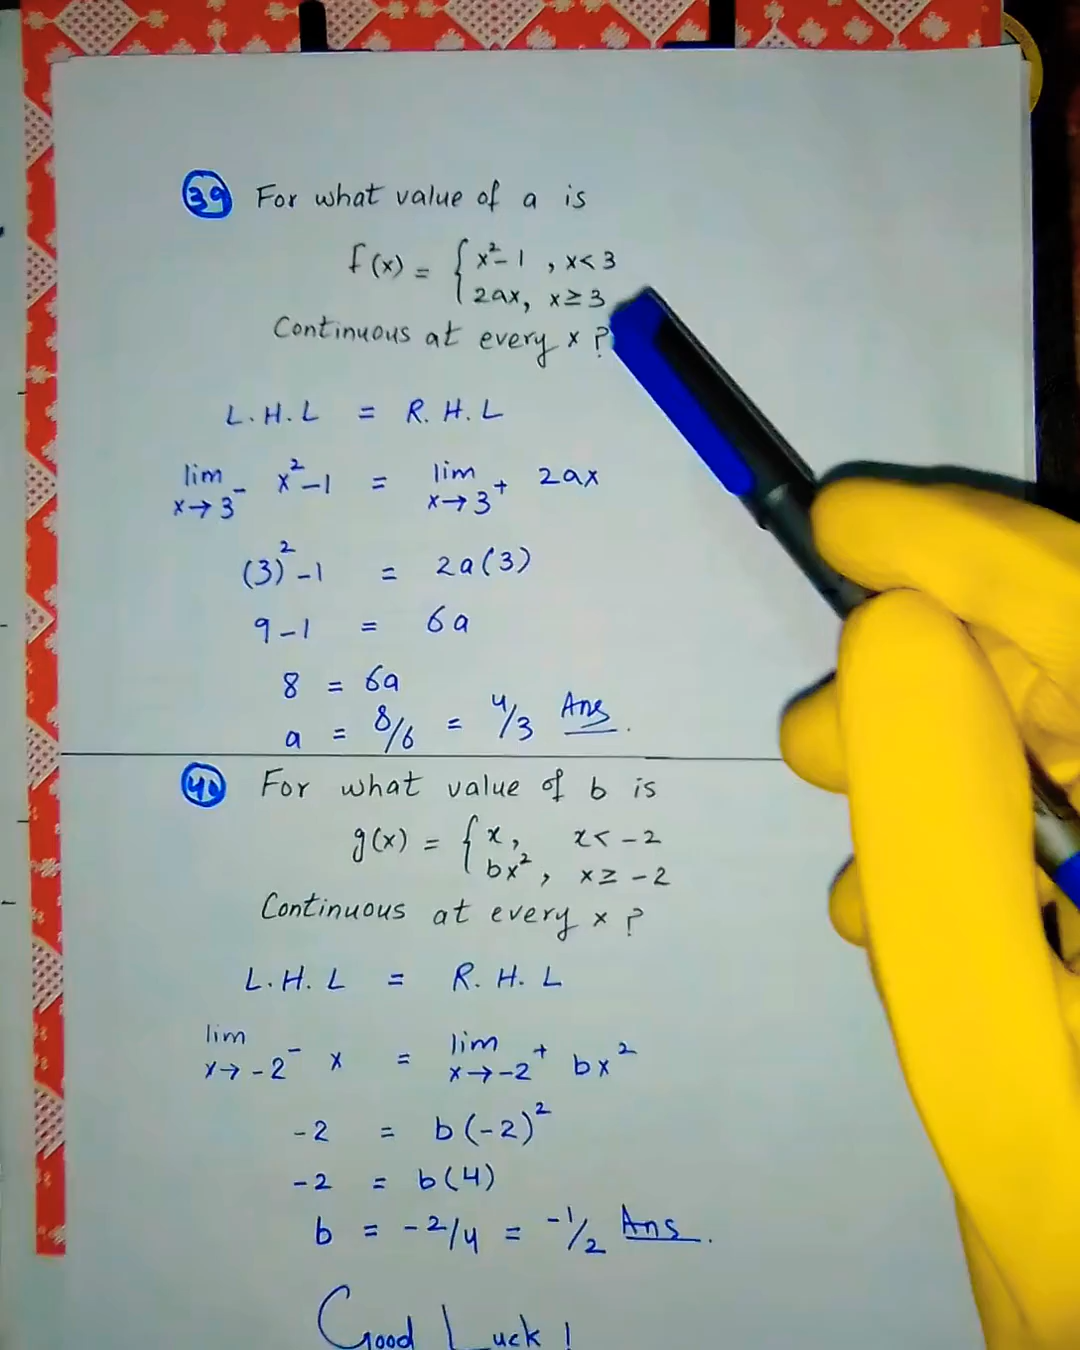 39 For what value of a is
f(x) = { x²-1 , x<3
2ax, x≥3
Continuous at every x ?
L.H.L = R.H.L
lim x→3⁻ x²-1 = lim x→3⁺ 2ax
(3)²-1 = 2a(3)
9-1 = 6a
8 = 6a
a = 8/6 = 4/3 Ans.
40 For what value of b is
g(x) = { x, x< -2
bx², x≥ -2
Continuous at every x ?
L.H.L = R.H.L
lim x→-2⁻ x = lim x→-2⁺ bx²
-2 = b(-2)²
-2 = b(4)
b = -2/4 = -1/2 Ans.
Good Luck !